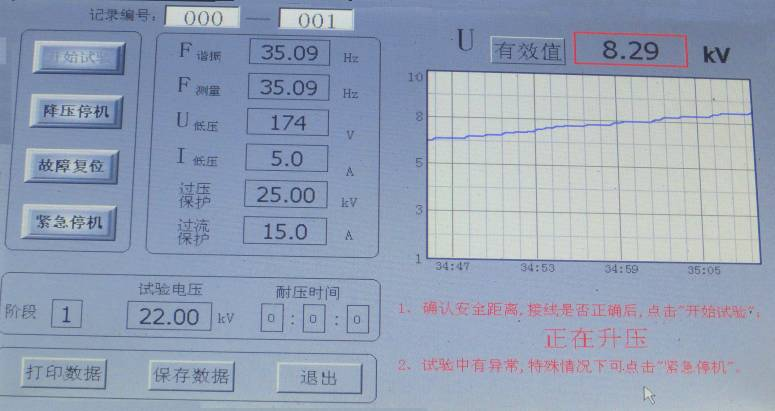 记录编号: 000 — 001
开始试验
降压停机
故障复位
紧急停机
F 谐振 35.09 Hz
F 测量 35.09 Hz
U 低压 174 V
I 低压 5.0 A
过压保护 25.00 kV
过流保护 15.0 A
U 有效值 8.29 kV
10
8
5
3
1
34:47 34:53 34:59 35:05
阶段 1
试验电压 22.00 kV
耐压时间 0 : 0 : 0
1、确认安全距离,接线是否正确后,点击"开始试验";
正在升压
2、试验中有异常,特殊情况下可点击"紧急停机"。
打印数据
保存数据
退出